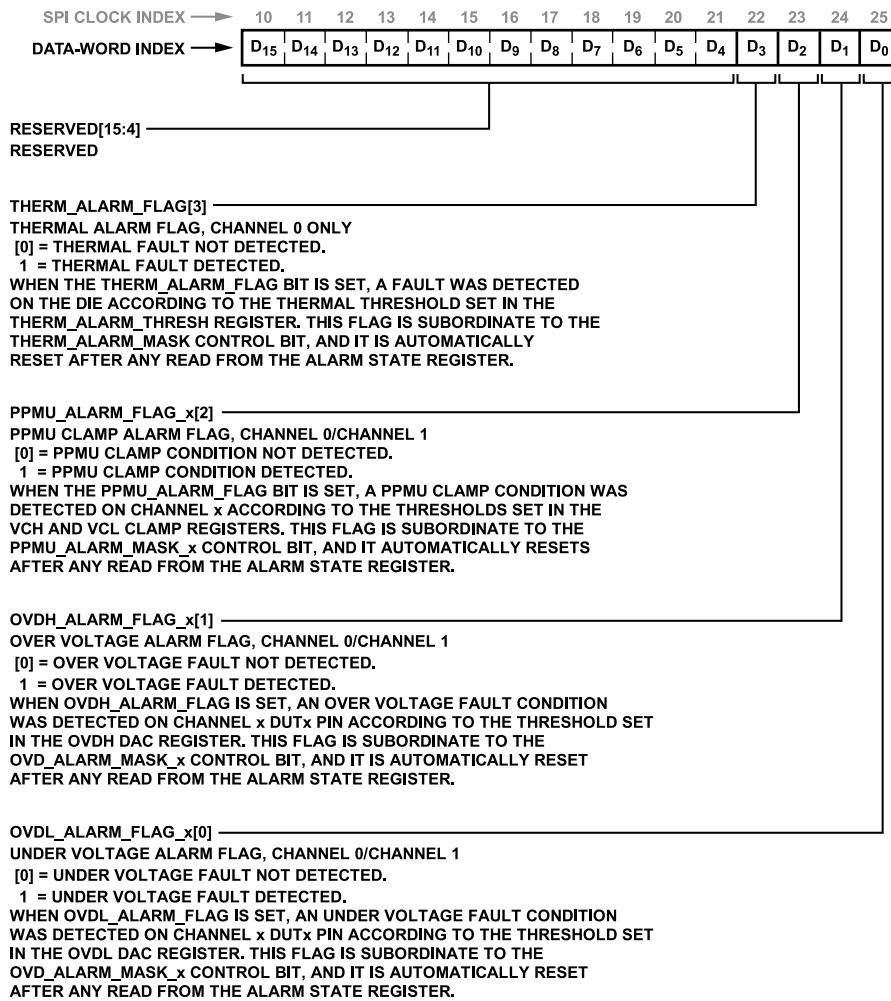 SPI CLOCK INDEX 10 11 12 13 14 15 16 17 18 19 20 21 22 23 24 25
DATA-WORD INDEX D15 D14 D13 D12 D11 D10 D9 D8 D7 D6 D5 D4 D3 D2 D1 D0
RESERVED[15:4]
RESERVED
THERM_ALARM_FLAG[3]
THERMAL ALARM FLAG, CHANNEL 0 ONLY
[0] = THERMAL FAULT NOT DETECTED.
1 = THERMAL FAULT DETECTED.
WHEN THE THERM_ALARM_FLAG BIT IS SET, A FAULT WAS DETECTED
ON THE DIE ACCORDING TO THE THERMAL THRESHOLD SET IN THE
THERM_ALARM_THRESH REGISTER. THIS FLAG IS SUBORDINATE TO THE
THERM_ALARM_MASK CONTROL BIT, AND IT IS AUTOMATICALLY
RESET AFTER ANY READ FROM THE ALARM STATE REGISTER.
PPMU_ALARM_FLAG_x[2]
PPMU CLAMP ALARM FLAG, CHANNEL 0/CHANNEL 1
[0] = PPMU CLAMP CONDITION NOT DETECTED.
1 = PPMU CLAMP CONDITION DETECTED.
WHEN THE PPMU_ALARM_FLAG BIT IS SET, A PPMU CLAMP CONDITION WAS
DETECTED ON CHANNEL x ACCORDING TO THE THRESHOLDS SET IN THE
VCH AND VCL CLAMP REGISTERS. THIS FLAG IS SUBORDINATE TO THE
PPMU_ALARM_MASK_x CONTROL BIT, AND IT AUTOMATICALLY RESETS
AFTER ANY READ FROM THE ALARM STATE REGISTER.
OVDH_ALARM_FLAG_x[1]
OVER VOLTAGE ALARM FLAG, CHANNEL 0/CHANNEL 1
[0] = OVER VOLTAGE FAULT NOT DETECTED.
1 = OVER VOLTAGE FAULT DETECTED.
WHEN OVDH_ALARM_FLAG IS SET, AN OVER VOLTAGE FAULT CONDITION
WAS DETECTED ON CHANNEL x DUTx PIN ACCORDING TO THE THRESHOLD SET
IN THE OVDH DAC REGISTER. THIS FLAG IS SUBORDINATE TO THE
OVD_ALARM_MASK_x CONTROL BIT, AND IT IS AUTOMATICALLY RESET
AFTER ANY READ FROM THE ALARM STATE REGISTER.
OVDL_ALARM_FLAG_x[0]
UNDER VOLTAGE ALARM FLAG, CHANNEL 0/CHANNEL 1
[0] = UNDER VOLTAGE FAULT NOT DETECTED.
1 = UNDER VOLTAGE FAULT DETECTED.
WHEN OVDL_ALARM_FLAG IS SET, AN UNDER VOLTAGE FAULT CONDITION
WAS DETECTED ON CHANNEL x DUTx PIN ACCORDING TO THE THRESHOLD SET
IN THE OVDL DAC REGISTER. THIS FLAG IS SUBORDINATE TO THE
OVD_ALARM_MASK_x CONTROL BIT, AND IT IS AUTOMATICALLY RESET
AFTER ANY READ FROM THE ALARM STATE REGISTER.